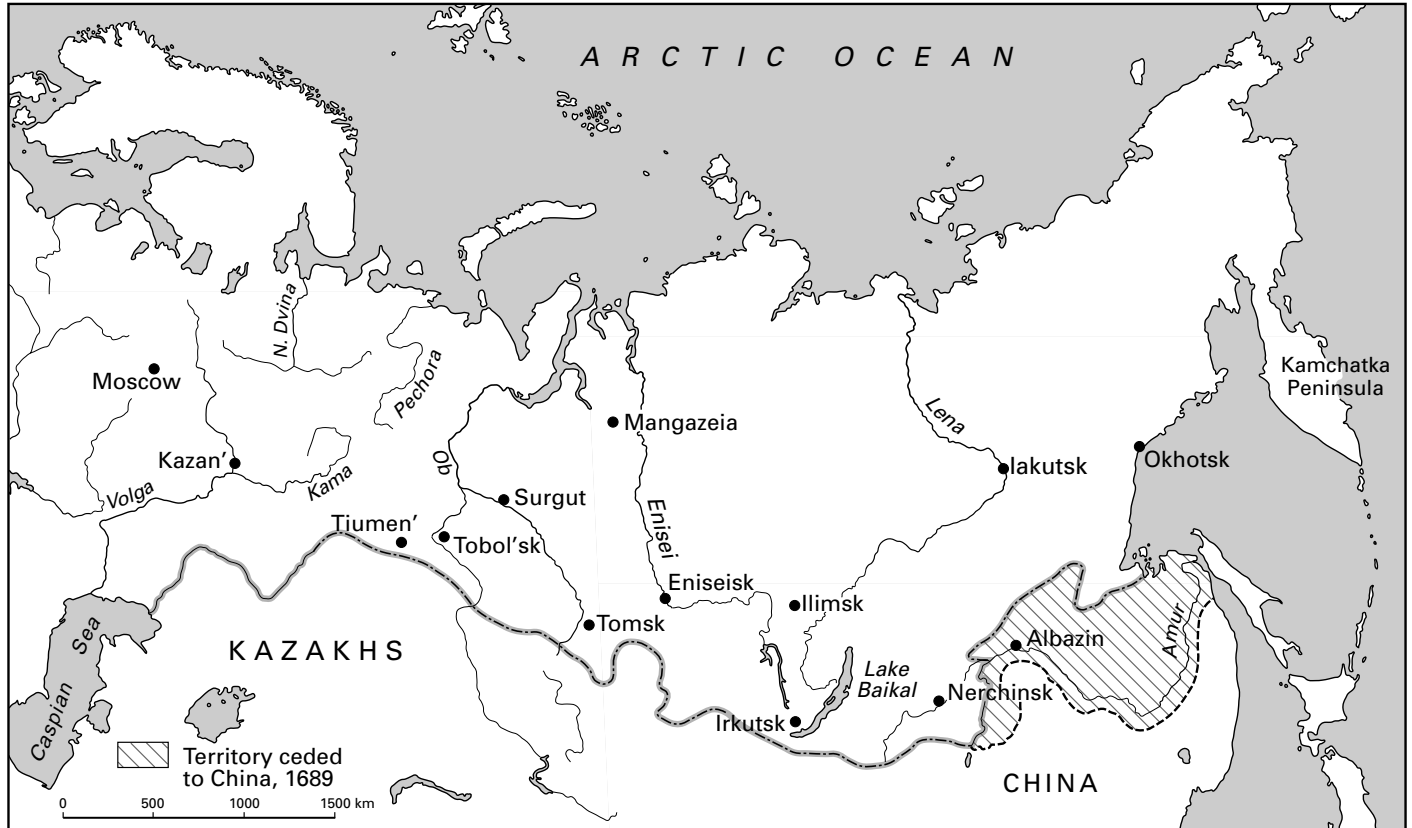 ARCTIC OCEAN
N. Dvina
Moscow
Pechora
Kamchatka
Peninsula
Mangazeia
Lena
Kazan'
Ob
Iakutsk
Okhotsk
Volga
Kama
Surgut
Enisei
Tiumen'
Tobol'sk
Eniseisk
Ilimsk
Tomsk
Amur
Albazin
Caspian Sea
KAZAKHS
Lake
Baikal
Nerchinsk
Irkutsk
Territory ceded
to China, 1689
CHINA
0 500 1000 1500 km